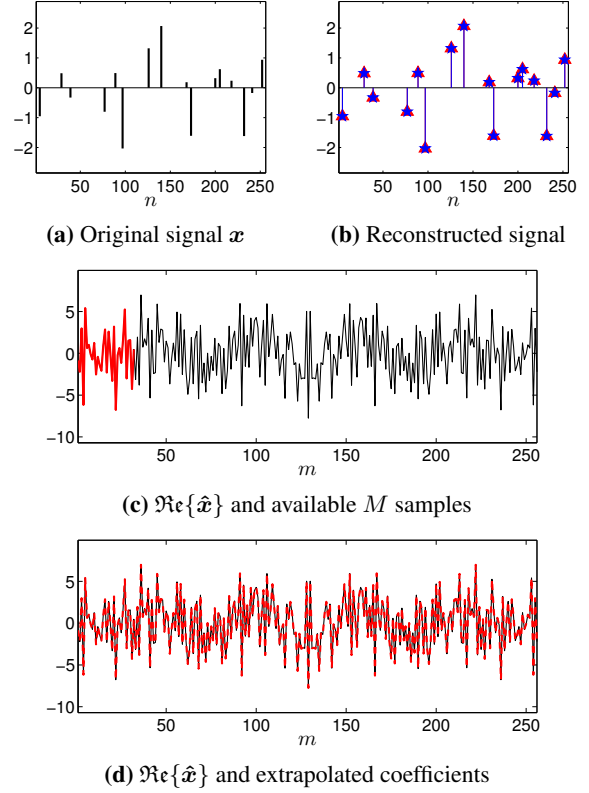 2
1
0
−1
−2
50 100 150 200 250
n
(a) Original signal x
2
1
0
−1
−2
50 100 150 200 250
n
(b) Reconstructed signal
5
0
−5
−10
50 100 150 200 250
m
(c) ℜ𝔢{x̂} and available M samples
5
0
−5
−10
50 100 150 200 250
m
(d) ℜ𝔢{x̂} and extrapolated coefficients